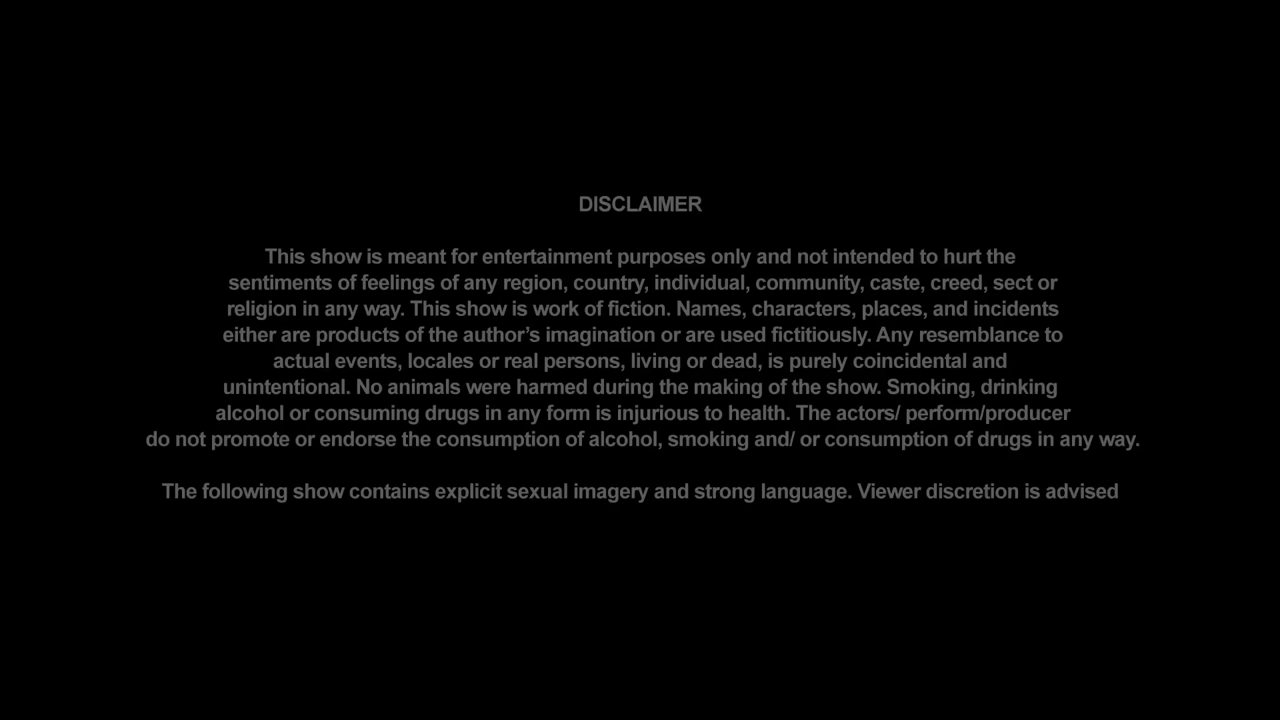 DISCLAIMER
This show is meant for entertainment purposes only and not intended to hurt the
sentiments of feelings of any region, country, individual, community, caste, creed, sect or
religion in any way. This show is work of fiction. Names, characters, places, and incidents
either are products of the author’s imagination or are used fictitiously. Any resemblance to
actual events, locales or real persons, living or dead, is purely coincidental and
unintentional. No animals were harmed during the making of the show. Smoking, drinking
alcohol or consuming drugs in any form is injurious to health. The actors/ perform/producer
do not promote or endorse the consumption of alcohol, smoking and/ or consumption of drugs in any way.
The following show contains explicit sexual imagery and strong language. Viewer discretion is advised